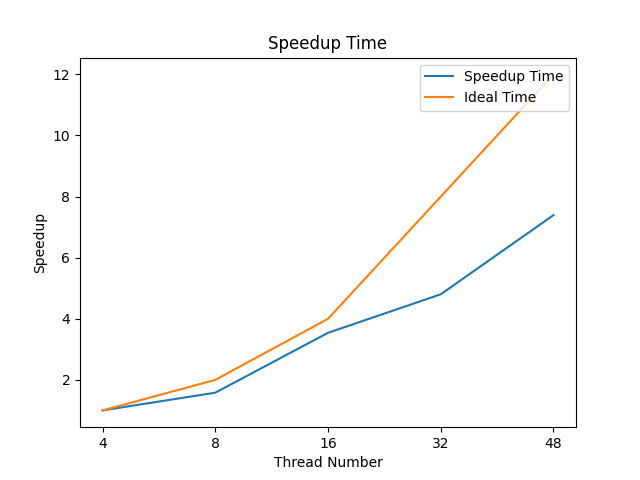 Speedup Time
Speedup Time
Ideal Time
12
10
8
6
4
2
Speedup
4 8 16 32 48
Thread Number